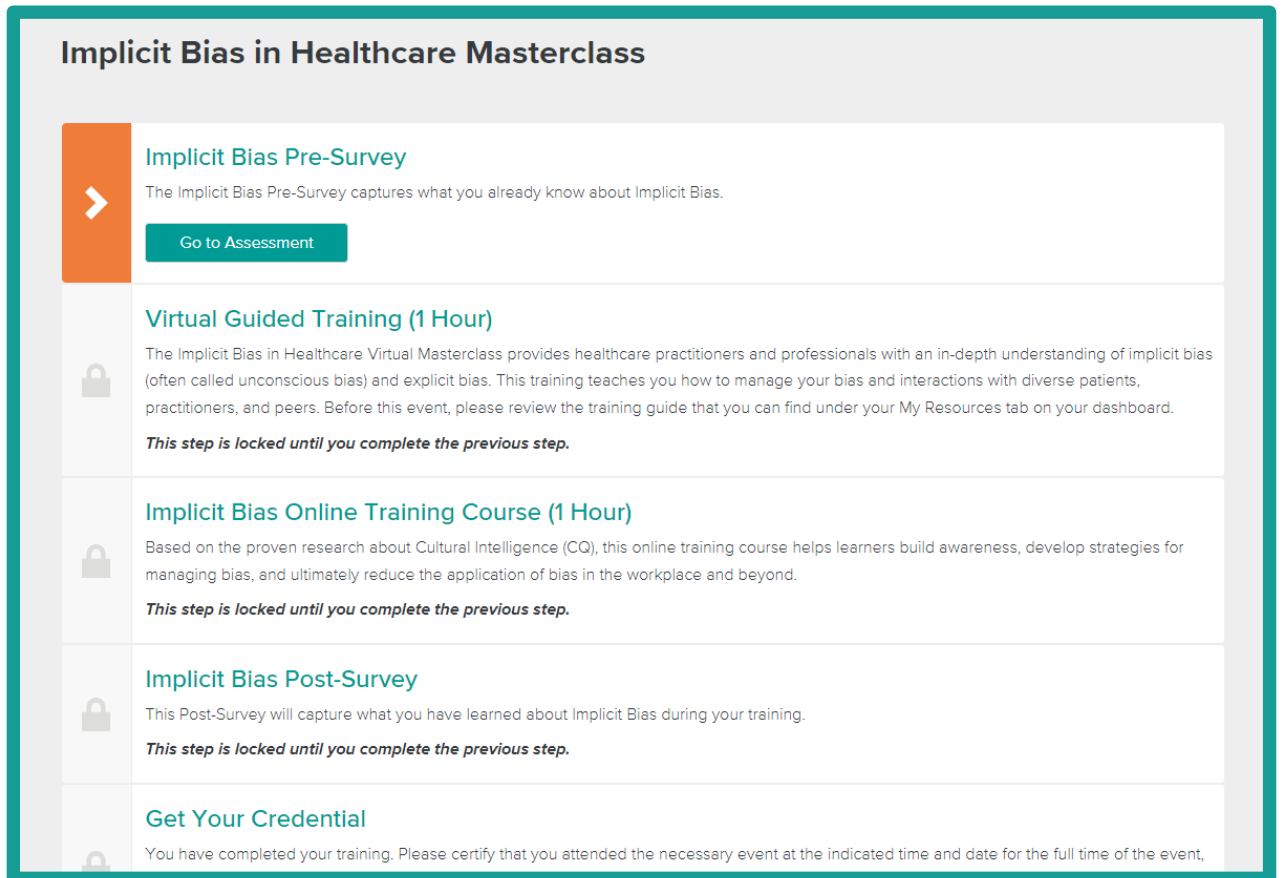 Implicit Bias in Healthcare Masterclass
Implicit Bias Pre-Survey
The Implicit Bias Pre-Survey captures what you already know about Implicit Bias.
Go to Assessment
Virtual Guided Training (1 Hour)
The Implicit Bias in Healthcare Virtual Masterclass provides healthcare practitioners and professionals with an in-depth understanding of implicit bias
(often called unconscious bias) and explicit bias. This training teaches you how to manage your bias and interactions with diverse patients,
practitioners, and peers. Before this event, please review the training guide that you can find under your My Resources tab on your dashboard.
This step is locked until you complete the previous step.
Implicit Bias Online Training Course (1 Hour)
Based on the proven research about Cultural Intelligence (CQ), this online training course helps learners build awareness, develop strategies for
managing bias, and ultimately reduce the application of bias in the workplace and beyond.
This step is locked until you complete the previous step.
Implicit Bias Post-Survey
This Post-Survey will capture what you have learned about Implicit Bias during your training.
This step is locked until you complete the previous step.
Get Your Credential
You have completed your training. Please certify that you attended the necessary event at the indicated time and date for the full time of the event,